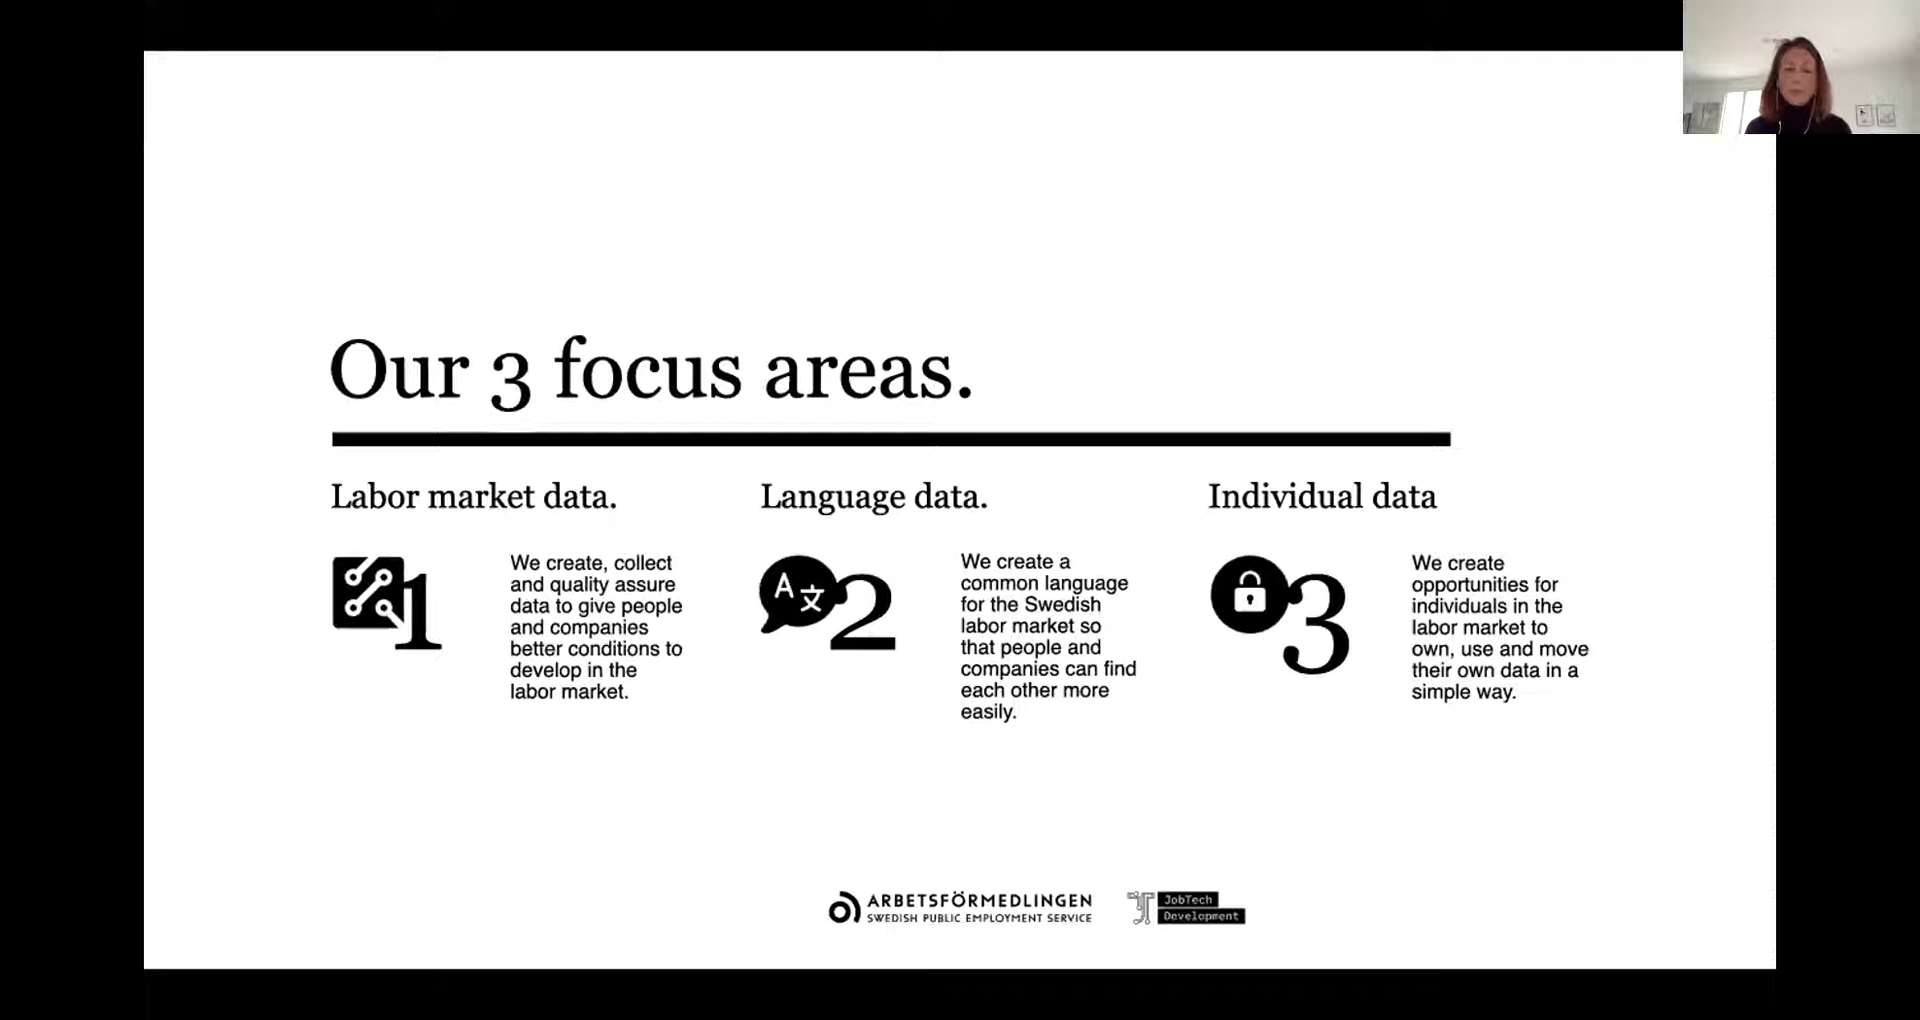 Our 3 focus areas.
Labor market data.
1
We create, collect
and quality assure
data to give people
and companies
better conditions to
develop in the
labor market.
Language data.
A文
2
We create a
common language
for the Swedish
labor market so
that people and
companies can find
each other more
easily.
Individual data
3
We create
opportunities for
individuals in the
labor market to
own, use and move
their own data in a
simple way.
ARBETSFÖRMEDLINGEN
SWEDISH PUBLIC EMPLOYMENT SERVICE
JobTech
Development